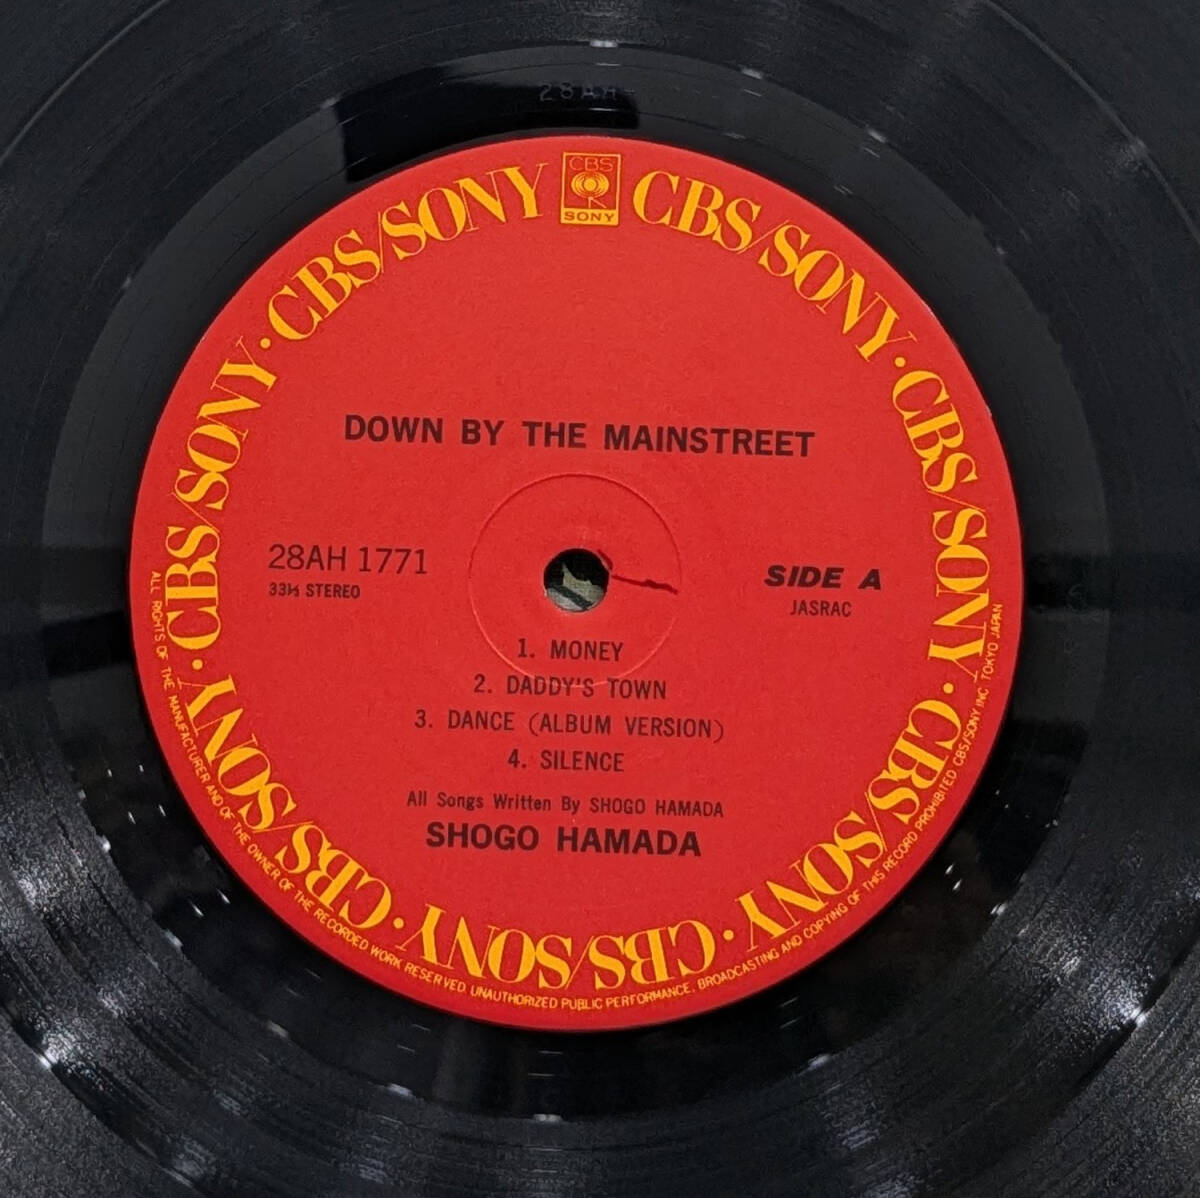 28AH-
CBS
SONY
CBS/SONY · CBS/SONY · CBS/SONY · CBS/SONY · CBS/SONY · CBS/SONY · CBS/SONY · CBS/SONY
DOWN BY THE MAINSTREET
28AH 1771
33⅓ STEREO
SIDE A
JASRAC
1. MONEY
2. DADDY'S TOWN
3. DANCE (ALBUM VERSION)
4. SILENCE
All Songs Written By SHOGO HAMADA
SHOGO HAMADA
ALL RIGHTS OF THE MANUFACTURER AND OF THE OWNER OF THE RECORDED WORK RESERVED. UNAUTHORIZED PUBLIC PERFORMANCE, BROADCASTING AND COPYING OF THIS RECORD PROHIBITED CBS/SONY INC. TOKYO JAPAN